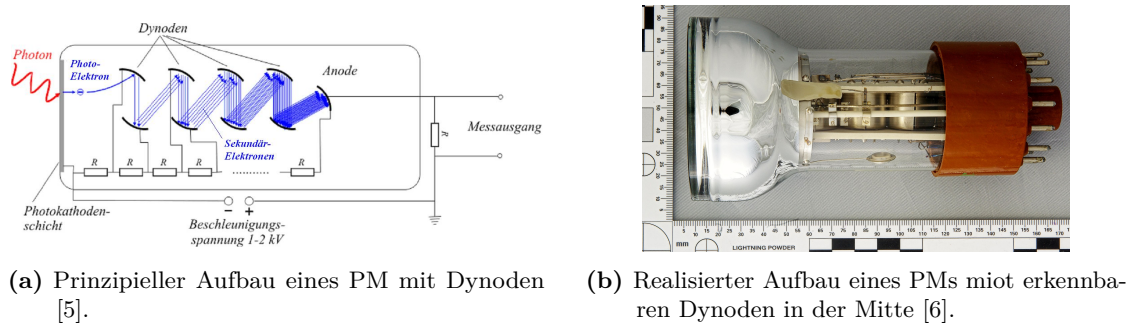 Dynoden
Photon
Photo-
Elektron
Anode
R
Messausgang
Sekundär-
Elektronen
R R R R R
Photokathoden-
schicht
− +
Beschleunigungs-
spannung 1-2 kV
mm
LIGHTNING POWDER
(a) Prinzipieller Aufbau eines PM mit Dynoden
[5].
(b) Realisierter Aufbau eines PMs miot erkennba-
ren Dynoden in der Mitte [6].